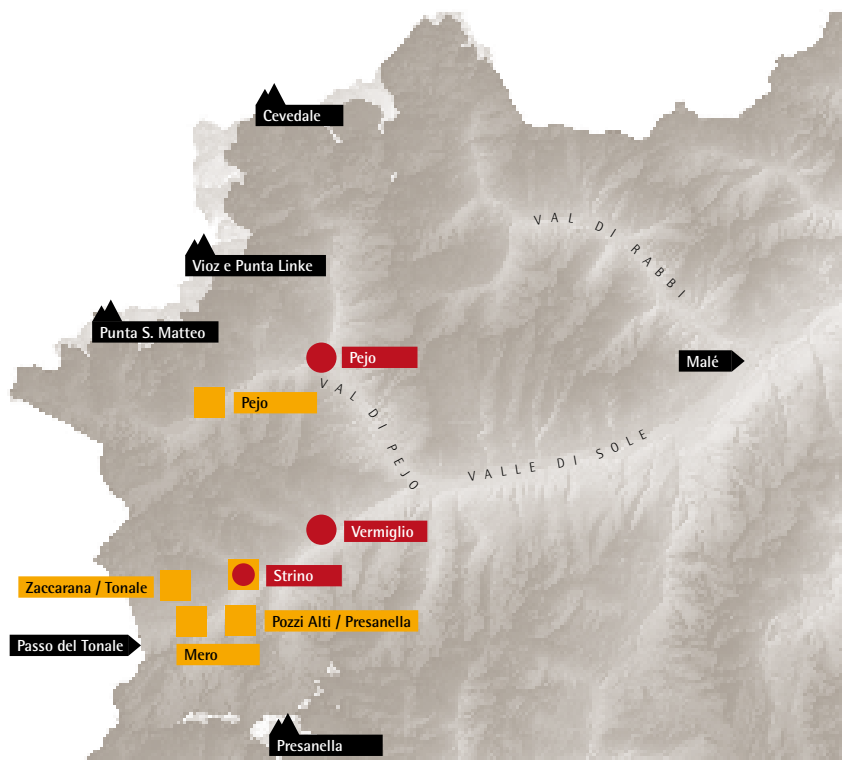 Cevedale
VAL DI RABBI
Vioz e Punta Linke
Punta S. Matteo
Pejo
Malé
Pejo
VAL DI PEJO
VALLE DI SOLE
Vermiglio
Strino
Zaccarana / Tonale
Pozzi Alti / Presanella
Passo del Tonale
Mero
Presanella